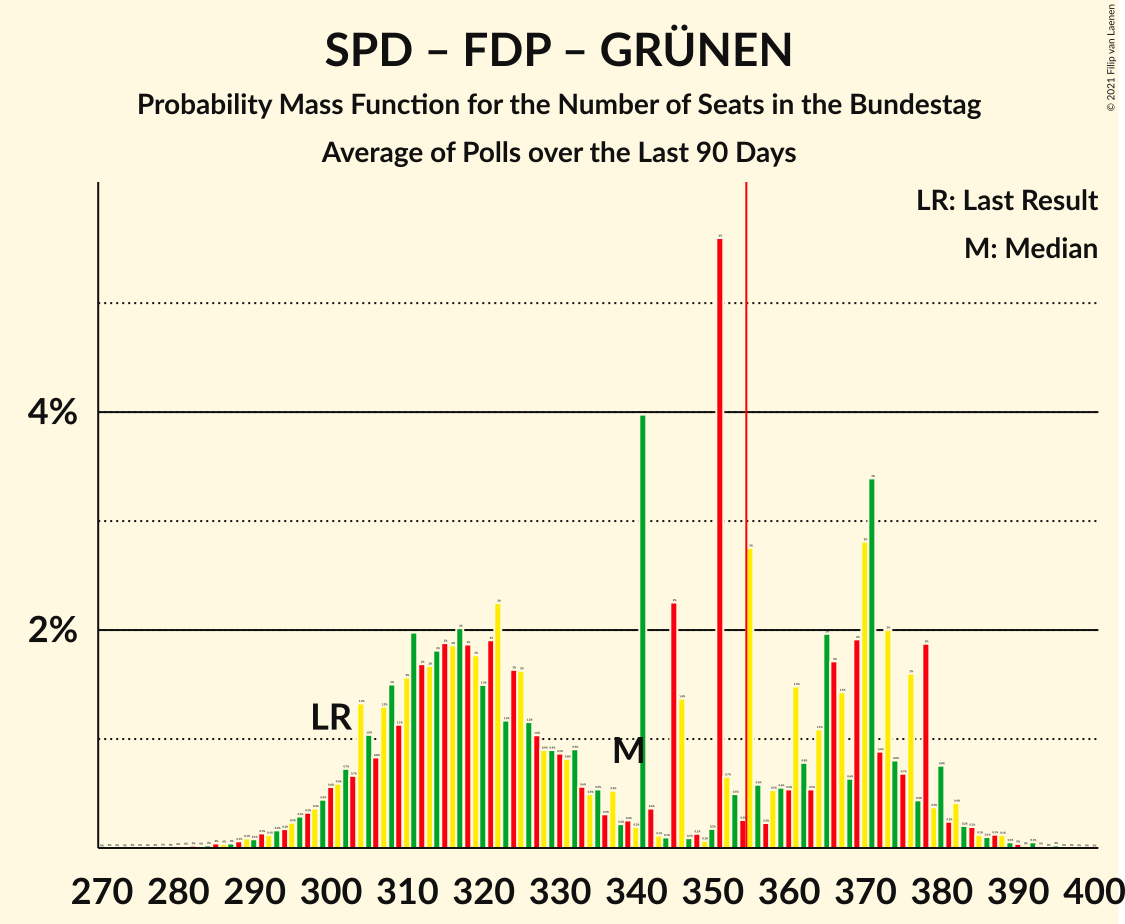 SPD – FDP – GRÜNEN
Probability Mass Function for the Number of Seats in the Bundestag
Average of Polls over the Last 90 Days
© 2021 Filip van Laenen
LR: Last Result
M: Median
4%
2%
LR
M
270 280 290 300 310 320 330 340 350 360 370 380 390 400